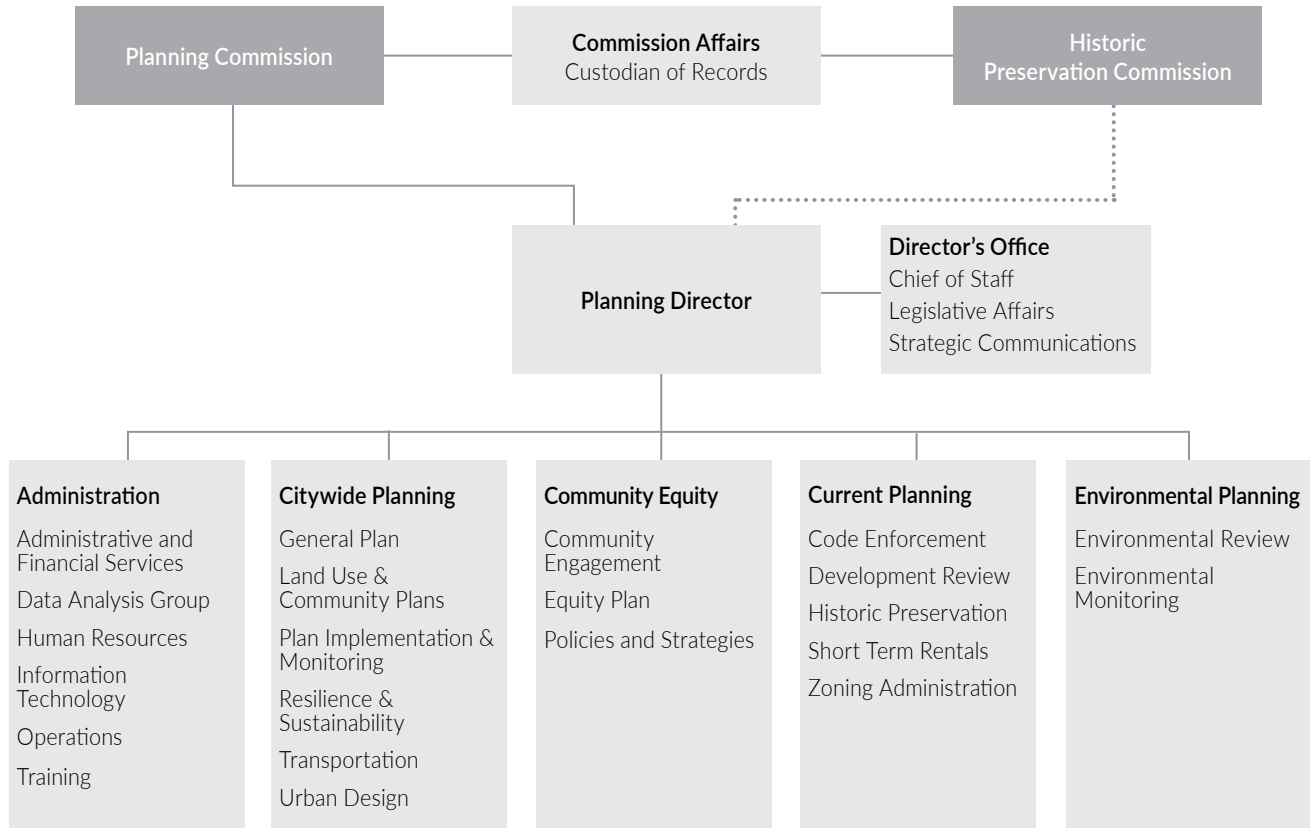 Planning Commission
Commission Affairs
Custodian of Records
Historic
Preservation Commission
Planning Director
Director’s Office
Chief of Staff
Legislative Affairs
Strategic Communications
Administration
Administrative and
Financial Services
Data Analysis Group
Human Resources
Information
Technology
Operations
Training
Citywide Planning
General Plan
Land Use &
Community Plans
Plan Implementation &
Monitoring
Resilience &
Sustainability
Transportation
Urban Design
Community Equity
Community
Engagement
Equity Plan
Policies and Strategies
Current Planning
Code Enforcement
Development Review
Historic Preservation
Short Term Rentals
Zoning Administration
Environmental Planning
Environmental Review
Environmental
Monitoring